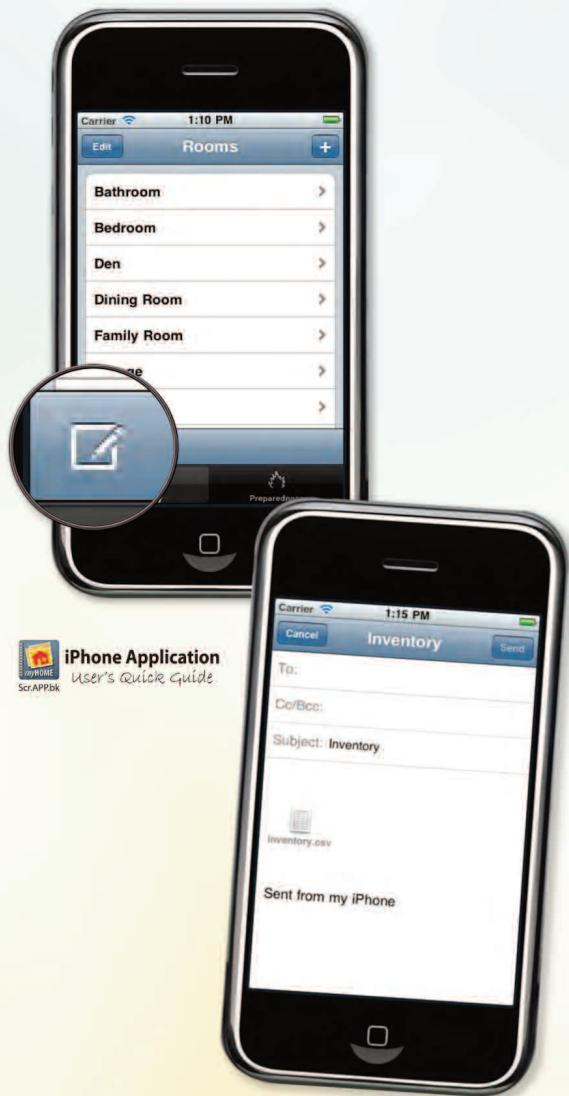 Carrier 1:10 PM
Edit Rooms +
Bathroom
Bedroom
Den
Dining Room
Family Room
ge
Carrier 1:15 PM
Cancel Inventory Send
To:
Cc/Bcc:
Subject: Inventory
inventory.csv
Sent from my iPhone
myHOME
Scr.APP.bk
iPhone Application
User's Quick Guide